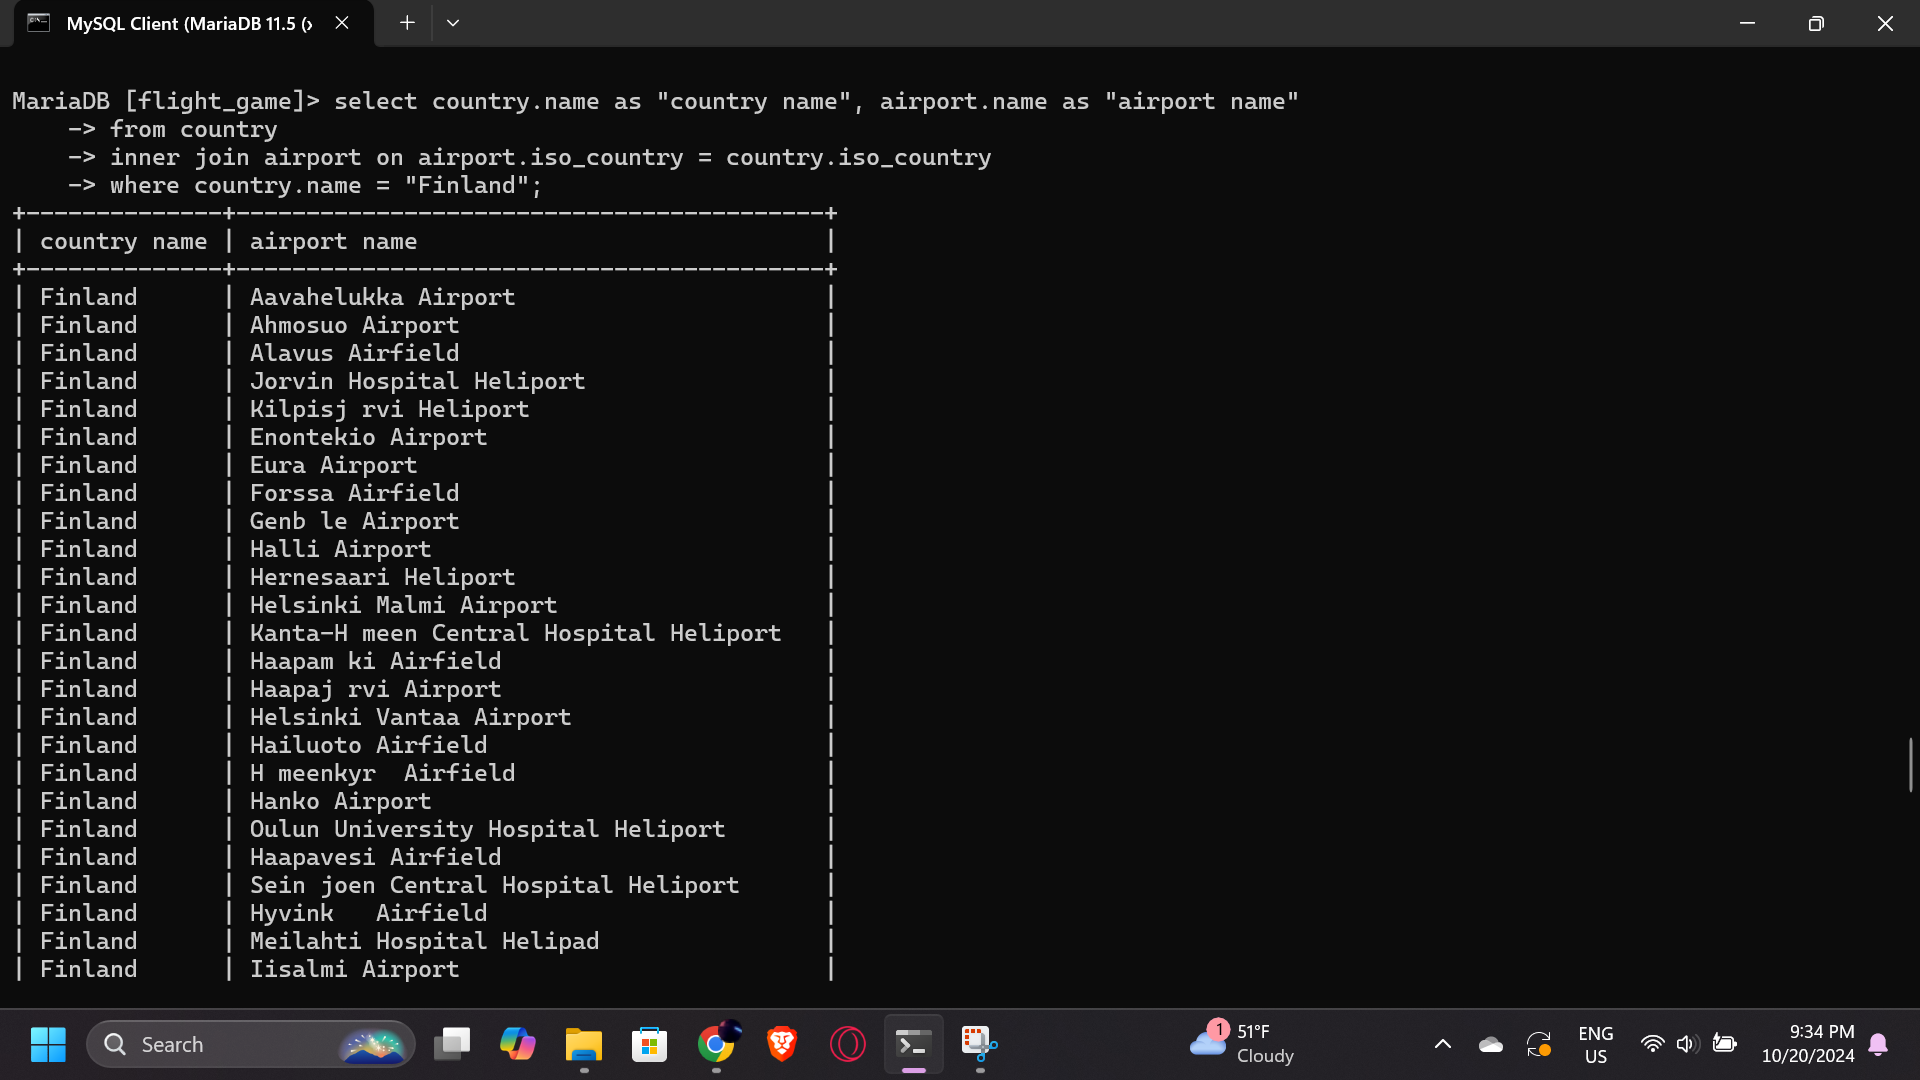 MySQL Client (MariaDB 11.5 (x
MariaDB [flight_game]> select country.name as "country name", airport.name as "airport name"
-> from country
-> inner join airport on airport.iso_country = country.iso_country
-> where country.name = "Finland";
+--------------+------------------------------------------+
| country name | airport name |
+--------------+------------------------------------------+
| Finland | Aavahelukka Airport |
| Finland | Ahmosuo Airport |
| Finland | Alavus Airfield |
| Finland | Jorvin Hospital Heliport |
| Finland | Kilpisj rvi Heliport |
| Finland | Enontekio Airport |
| Finland | Eura Airport |
| Finland | Forssa Airfield |
| Finland | Genb le Airport |
| Finland | Halli Airport |
| Finland | Hernesaari Heliport |
| Finland | Helsinki Malmi Airport |
| Finland | Kanta-H meen Central Hospital Heliport |
| Finland | Haapam ki Airfield |
| Finland | Haapaj rvi Airport |
| Finland | Helsinki Vantaa Airport |
| Finland | Hailuoto Airfield |
| Finland | H meenkyr  Airfield |
| Finland | Hanko Airport |
| Finland | Oulun University Hospital Heliport |
| Finland | Haapavesi Airfield |
| Finland | Sein joen Central Hospital Heliport |
| Finland | Hyvink   Airfield |
| Finland | Meilahti Hospital Helipad |
| Finland | Iisalmi Airport |
Search
1
51°F
Cloudy
ENG
US
9:34 PM
10/20/2024